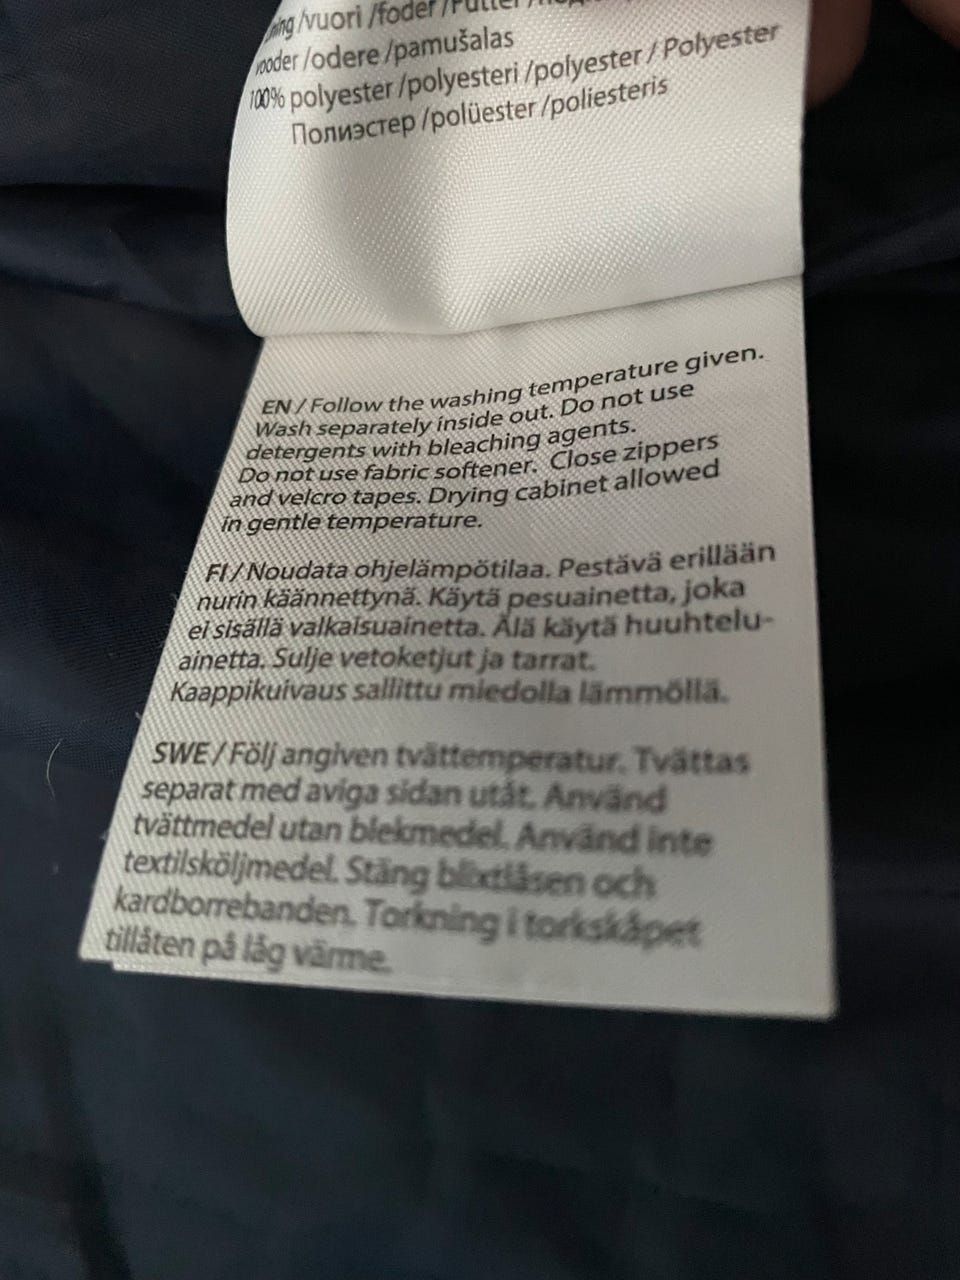 /vuori /foder /Futter
vooder /odere /pamušalas
100% polyester /polyesteri /polyester / Polyester
Полиэстер /polüester /poliesteris
EN / Follow the washing temperature given.
Wash separately inside out. Do not use
detergents with bleaching agents.
Do not use fabric softener. Close zippers
and velcro tapes. Drying cabinet allowed
in gentle temperature.
FI / Noudata ohjelämpötilaa. Pestävä erillään
nurin käännettynä. Käytä pesuainetta, joka
ei sisällä valkaisuainetta. Älä käytä huuhtelu-
ainetta. Sulje vetoketjut ja tarrat.
Kaappikuivaus sallittu miedolla lämmöllä.
SWE / Följ angiven tvättemperatur. Tvättas
separat med aviga sidan utåt. Använd
tvättmedel utan blekmedel. Använd inte
textilsköljmedel. Stäng blixtlåsen och
kardborrebanden. Torkning i torkskåpet
tillåten på låg värme.